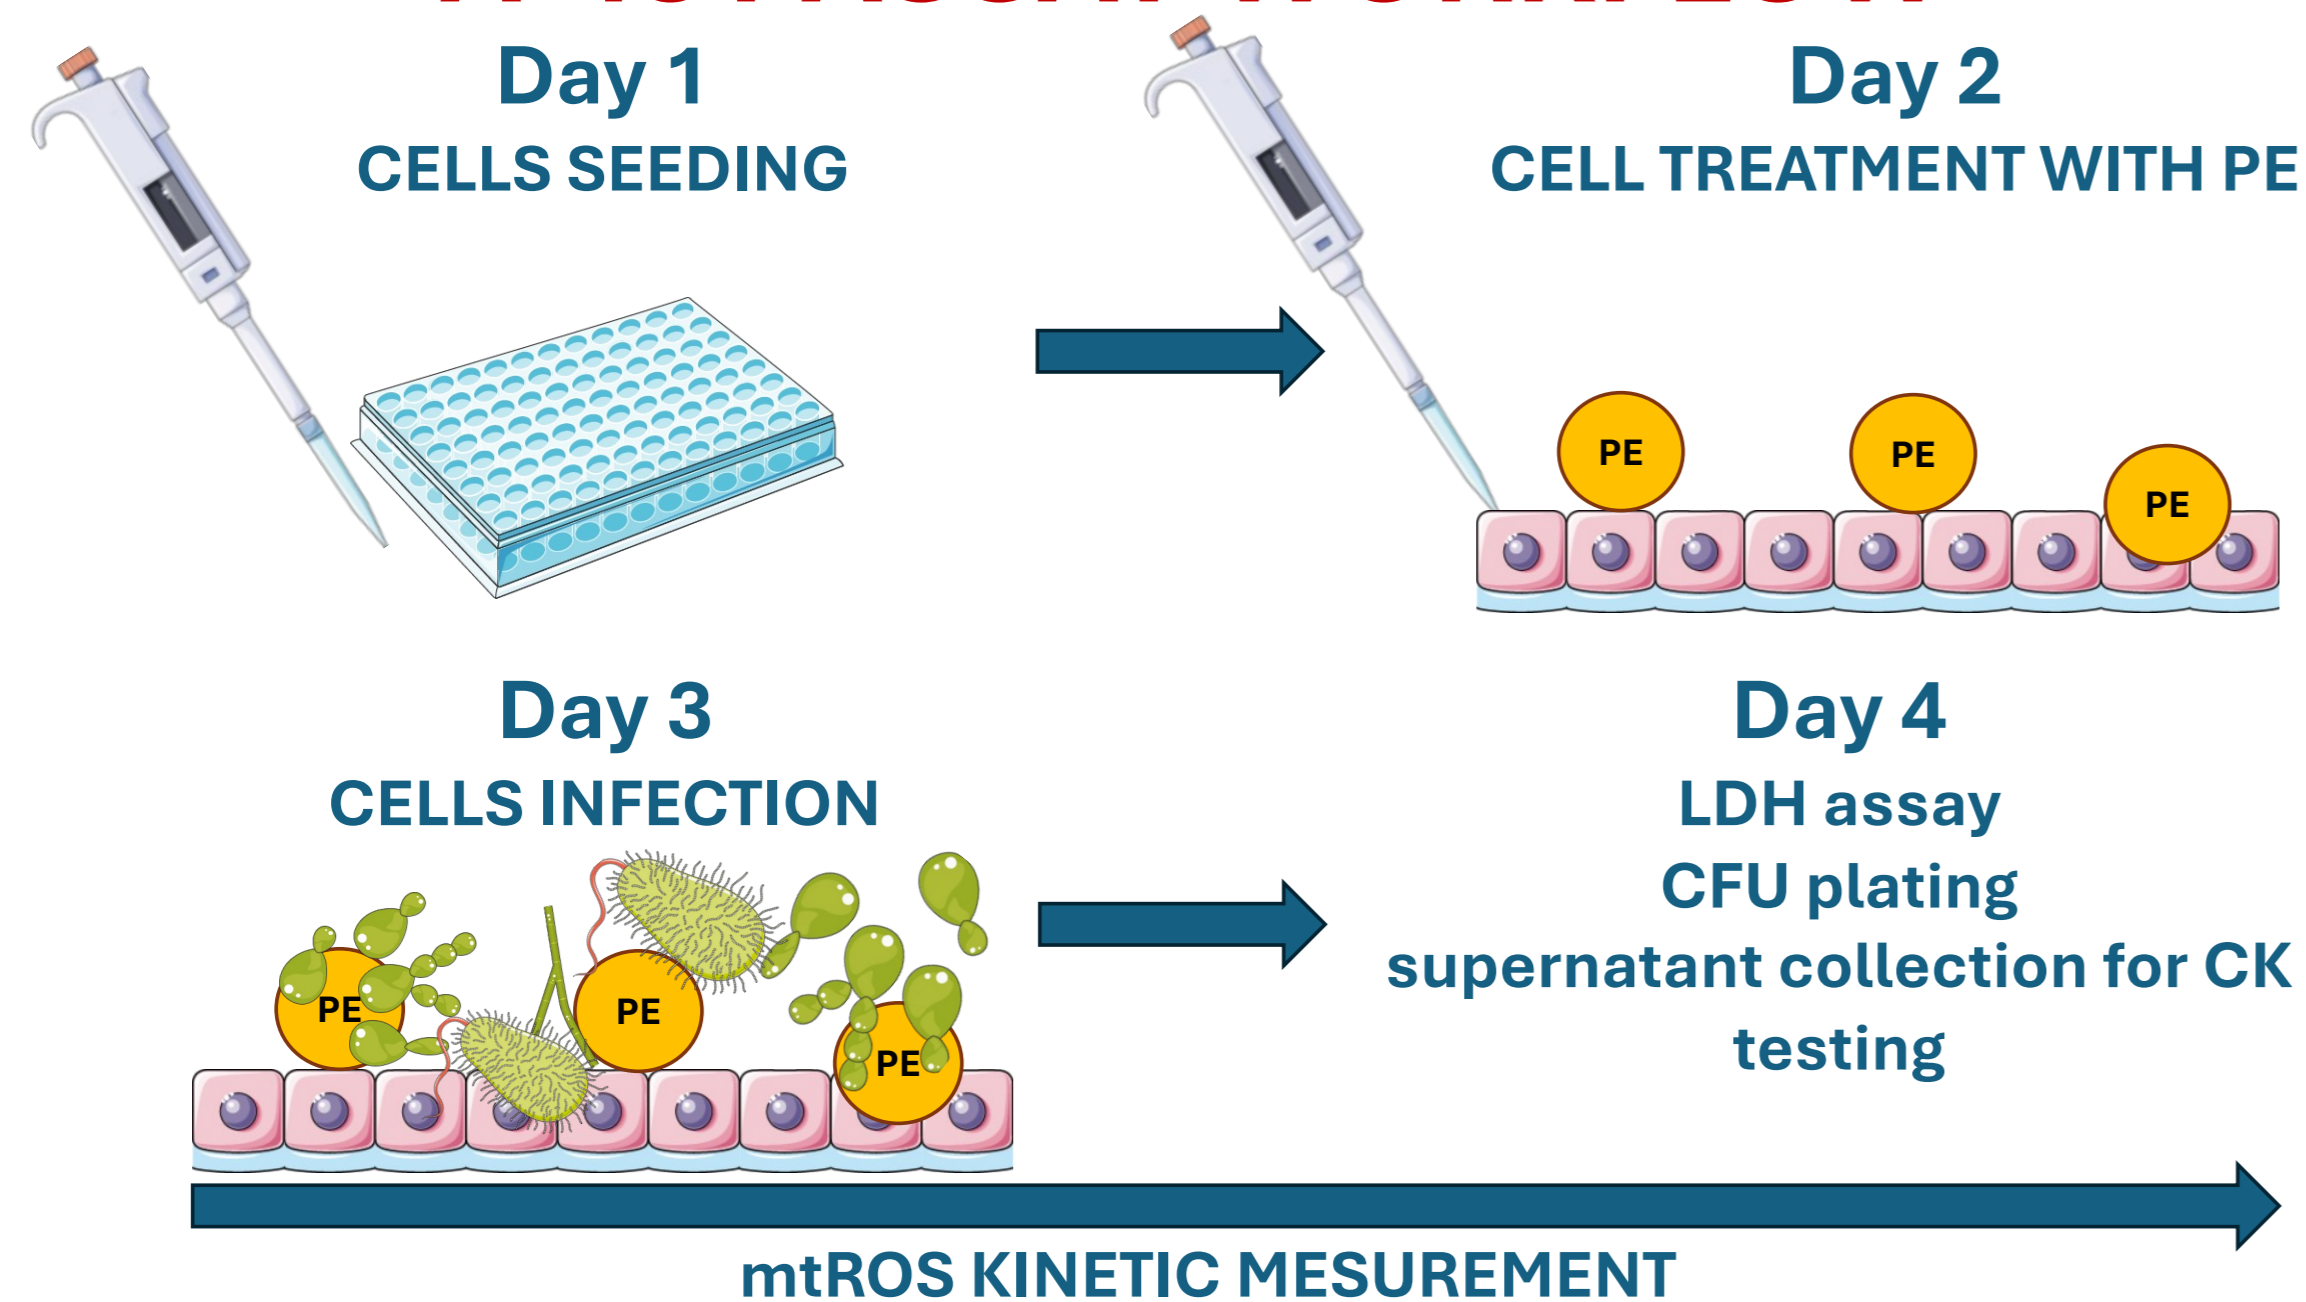 Day 1
CELLS SEEDING
Day 2
CELL TREATMENT WITH PE
PE
PE
PE
Day 3
CELLS INFECTION
PE
PE
PE
Day 4
LDH assay
CFU plating
supernatant collection for CK
testing
mtROS KINETIC MESUREMENT